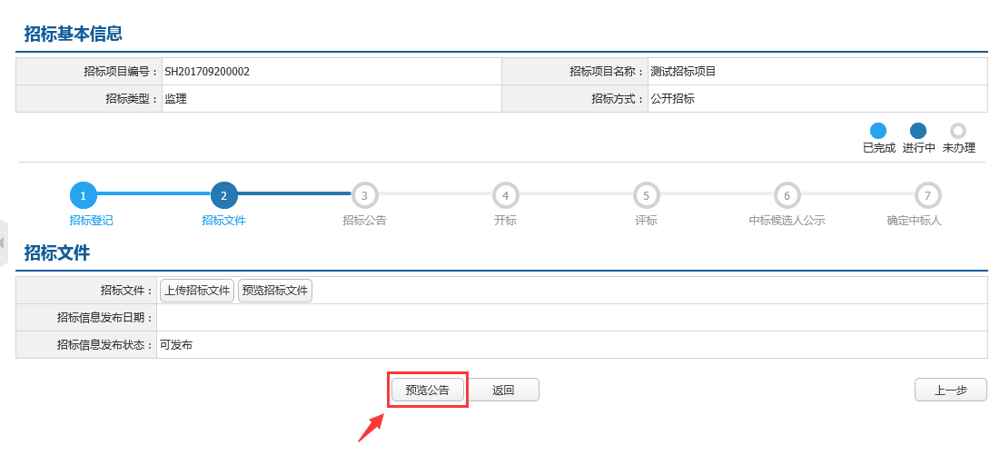 招标基本信息
招标项目编号： SH201709200002 招标项目名称： 测试招标项目
招标类型： 监理 招标方式： 公开招标
已完成 进行中 未办理
1 2 3 4 5 6 7
招标登记 招标文件 招标公告 开标 评标 中标候选人公示 确定中标人
招标文件
招标文件： 上传招标文件 预览招标文件
招标信息发布日期：
招标信息发布状态： 可发布
预览公告 返回 上一步